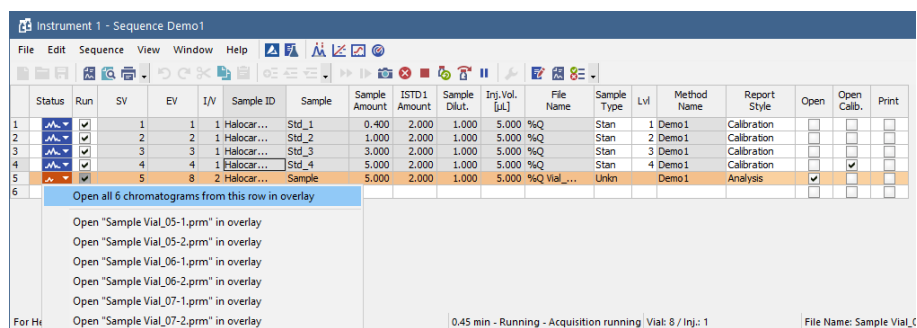 Instrument 1 - Sequence Demo1
File Edit Sequence View Window Help
Status Run SV EV I/V Sample ID Sample Sample Amount ISTD1 Amount Sample Dilut. Inj.Vol. [µL] File Name Sample Type Lvl Method Name Report Style Open Open Calib. Print
1 1 1 1 Halocar... Std_1 0.400 2.000 1.000 5.000 %Q Stan 1 Demo1 Calibration
2 2 2 1 Halocar... Std_2 1.000 2.000 1.000 5.000 %Q Stan 2 Demo1 Calibration
3 3 3 1 Halocar... Std_3 3.000 2.000 1.000 5.000 %Q Stan 3 Demo1 Calibration
4 4 4 1 Halocar... Std_4 5.000 2.000 1.000 5.000 %Q Stan 4 Demo1 Calibration
5 5 8 2 Halocar... Sample 5.000 2.000 1.000 5.000 %Q Vial_... Unkn Demo1 Analysis
6
Open all 6 chromatograms from this row in overlay
Open "Sample Vial_05-1.prm" in overlay
Open "Sample Vial_05-2.prm" in overlay
Open "Sample Vial_06-1.prm" in overlay
Open "Sample Vial_06-2.prm" in overlay
Open "Sample Vial_07-1.prm" in overlay
Open "Sample Vial_07-2.prm" in overlay
For He 0.45 min - Running - Acquisition running Vial: 8 / Inj.: 1 File Name: Sample Vial_0